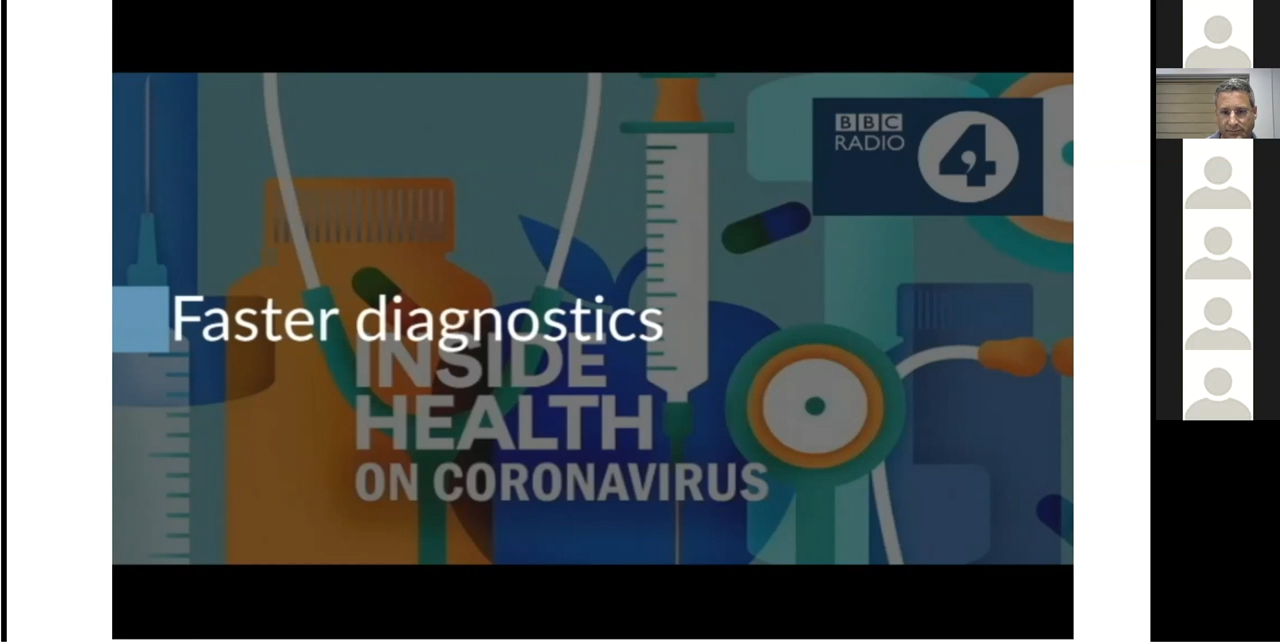 BBC
RADIO
4
Faster diagnostics
INSIDE
HEALTH
ON CORONAVIRUS